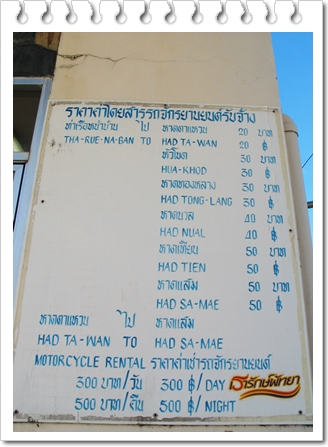 ราคาค่าโดยสารรถจักรยานยนต์รับจ้าง
ท่าเรือหน้าบ้าน ไป หาดตาแหวน 20 บาท
THA-RUE-NA-BAN TO HAD TA-WAN 20 ฿
หัวโขด 30 บาท
HUA-KHOD 30 ฿
หาดทองหลาง 30 บาท
HAD TONG-LANG 30 ฿
หาดนวล 40 บาท
HAD NUAL 40 ฿
หาดเทียน 50 บาท
HAD TIEN 50 ฿
หาดแสม 50 บาท
HAD SA-MAE 50 ฿
หาดตาแหวน ไป หาดแสม
HAD TA-WAN TO HAD SA-MAE
MOTORCYCLE RENTAL ราคาค่าเช่ารถจักรยานยนต์
300 บาท/วัน 300 ฿/DAY
500 บาท/คืน 500 ฿/NIGHT
เรารักษ์พัทยา